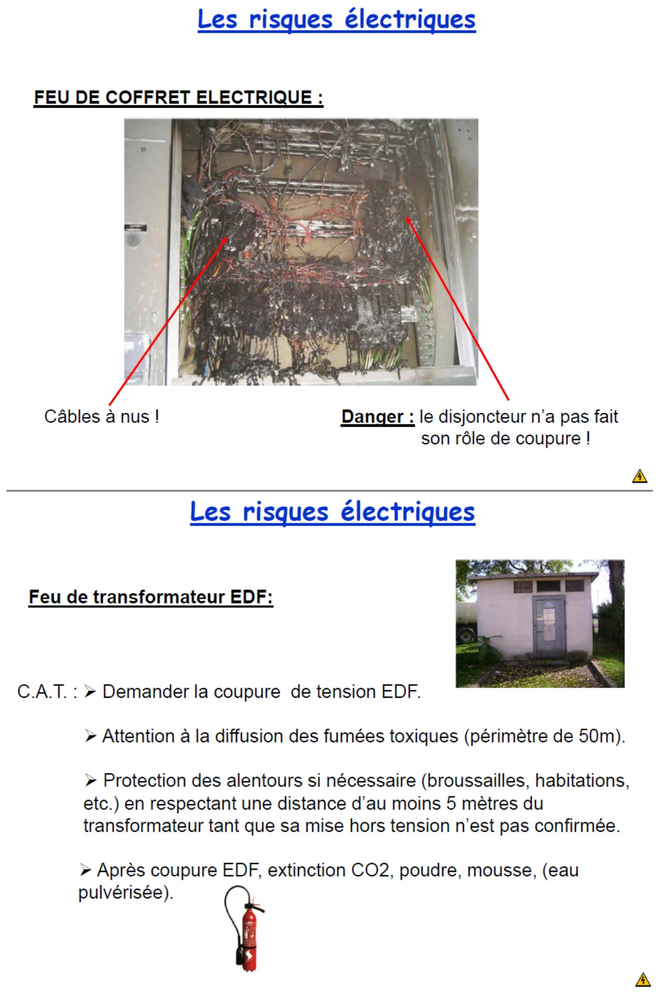 Les risques électriques
FEU DE COFFRET ELECTRIQUE :
Câbles à nus !
Danger : le disjoncteur n’a pas fait
son rôle de coupure !
Les risques électriques
Feu de transformateur EDF:
C.A.T. : ➢ Demander la coupure  de tension EDF.
➢ Attention à la diffusion des fumées toxiques (périmètre de 50m).
➢ Protection des alentours si nécessaire (broussailles, habitations,
etc.) en respectant une distance d’au moins 5 mètres du
transformateur tant que sa mise hors tension n’est pas confirmée.
➢ Après coupure EDF, extinction CO2, poudre, mousse, (eau
pulvérisée).